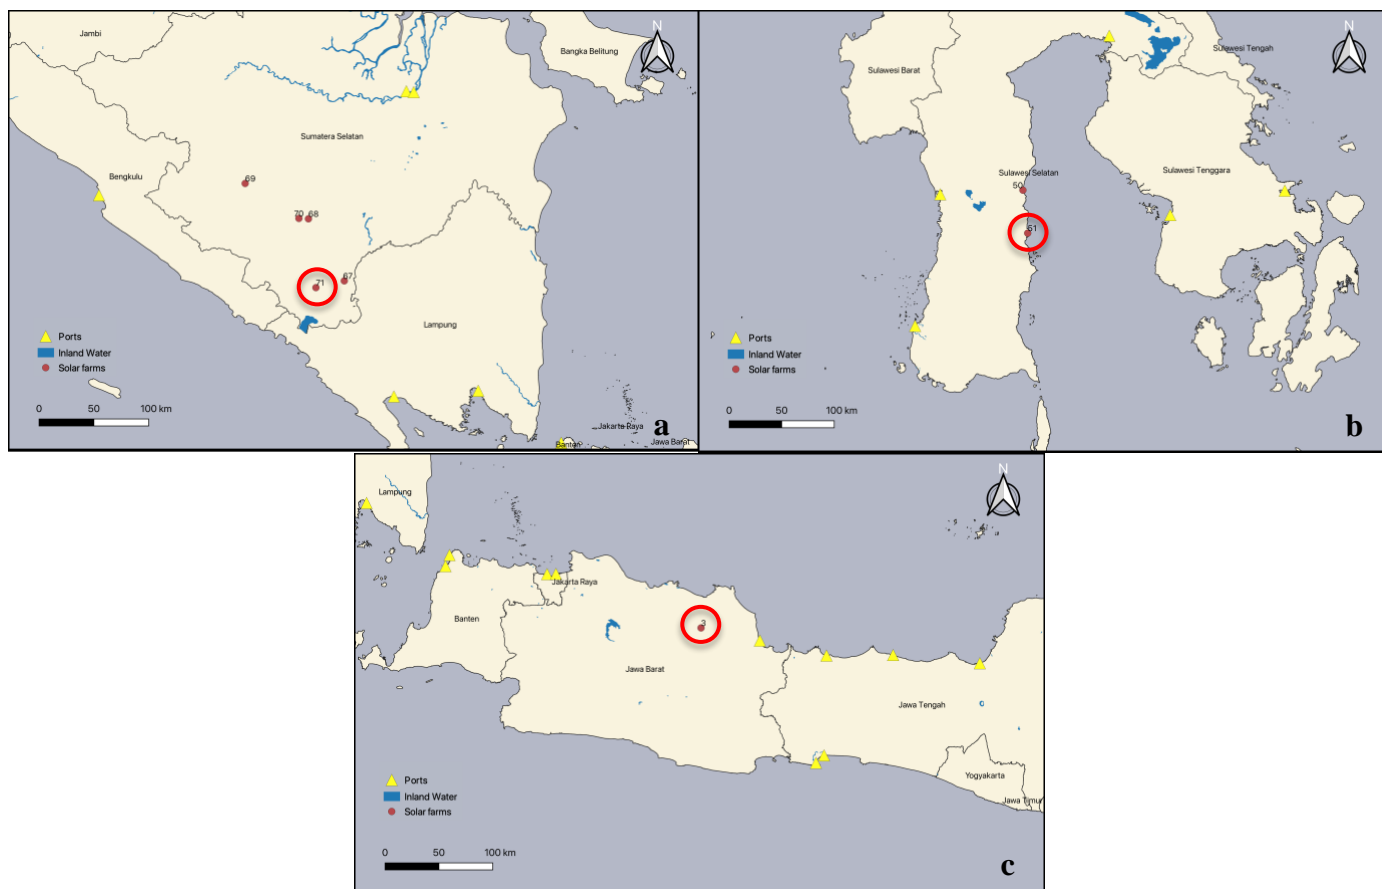 Jambi
Bangka Belitung
N
Sumatera Selatan
Bengkulu
69
70 68
71
67
Lampung
Ports
Inland Water
Solar farms
0 50 100 km
Jakarta Raya
Banten
Jawa Barat
a
N
Sulawesi Tengah
Sulawesi Barat
Sulawesi Selatan
50
Sulawesi Tenggara
61
Ports
Inland Water
Solar farms
0 50 100 km
b
N
Lampung
Jakarta Raya
Banten
3
Jawa Barat
Jawa Tengah
Yogyakarta
Jawa Timur
Ports
Inland Water
Solar farms
0 50 100 km
c